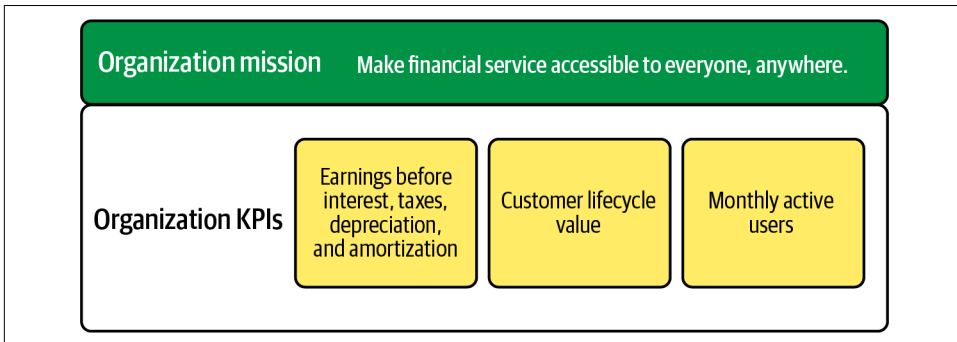 Organization mission Make financial service accessible to everyone, anywhere.
Organization KPIs
Earnings before
interest, taxes,
depreciation,
and amortization
Customer lifecycle
value
Monthly active
users